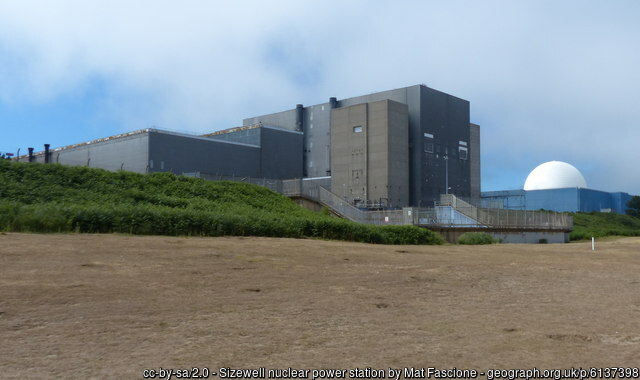 cc-by-sa/2.0 - Sizewell nuclear power station by Mat Fascione - geograph.org.uk/p/6137398